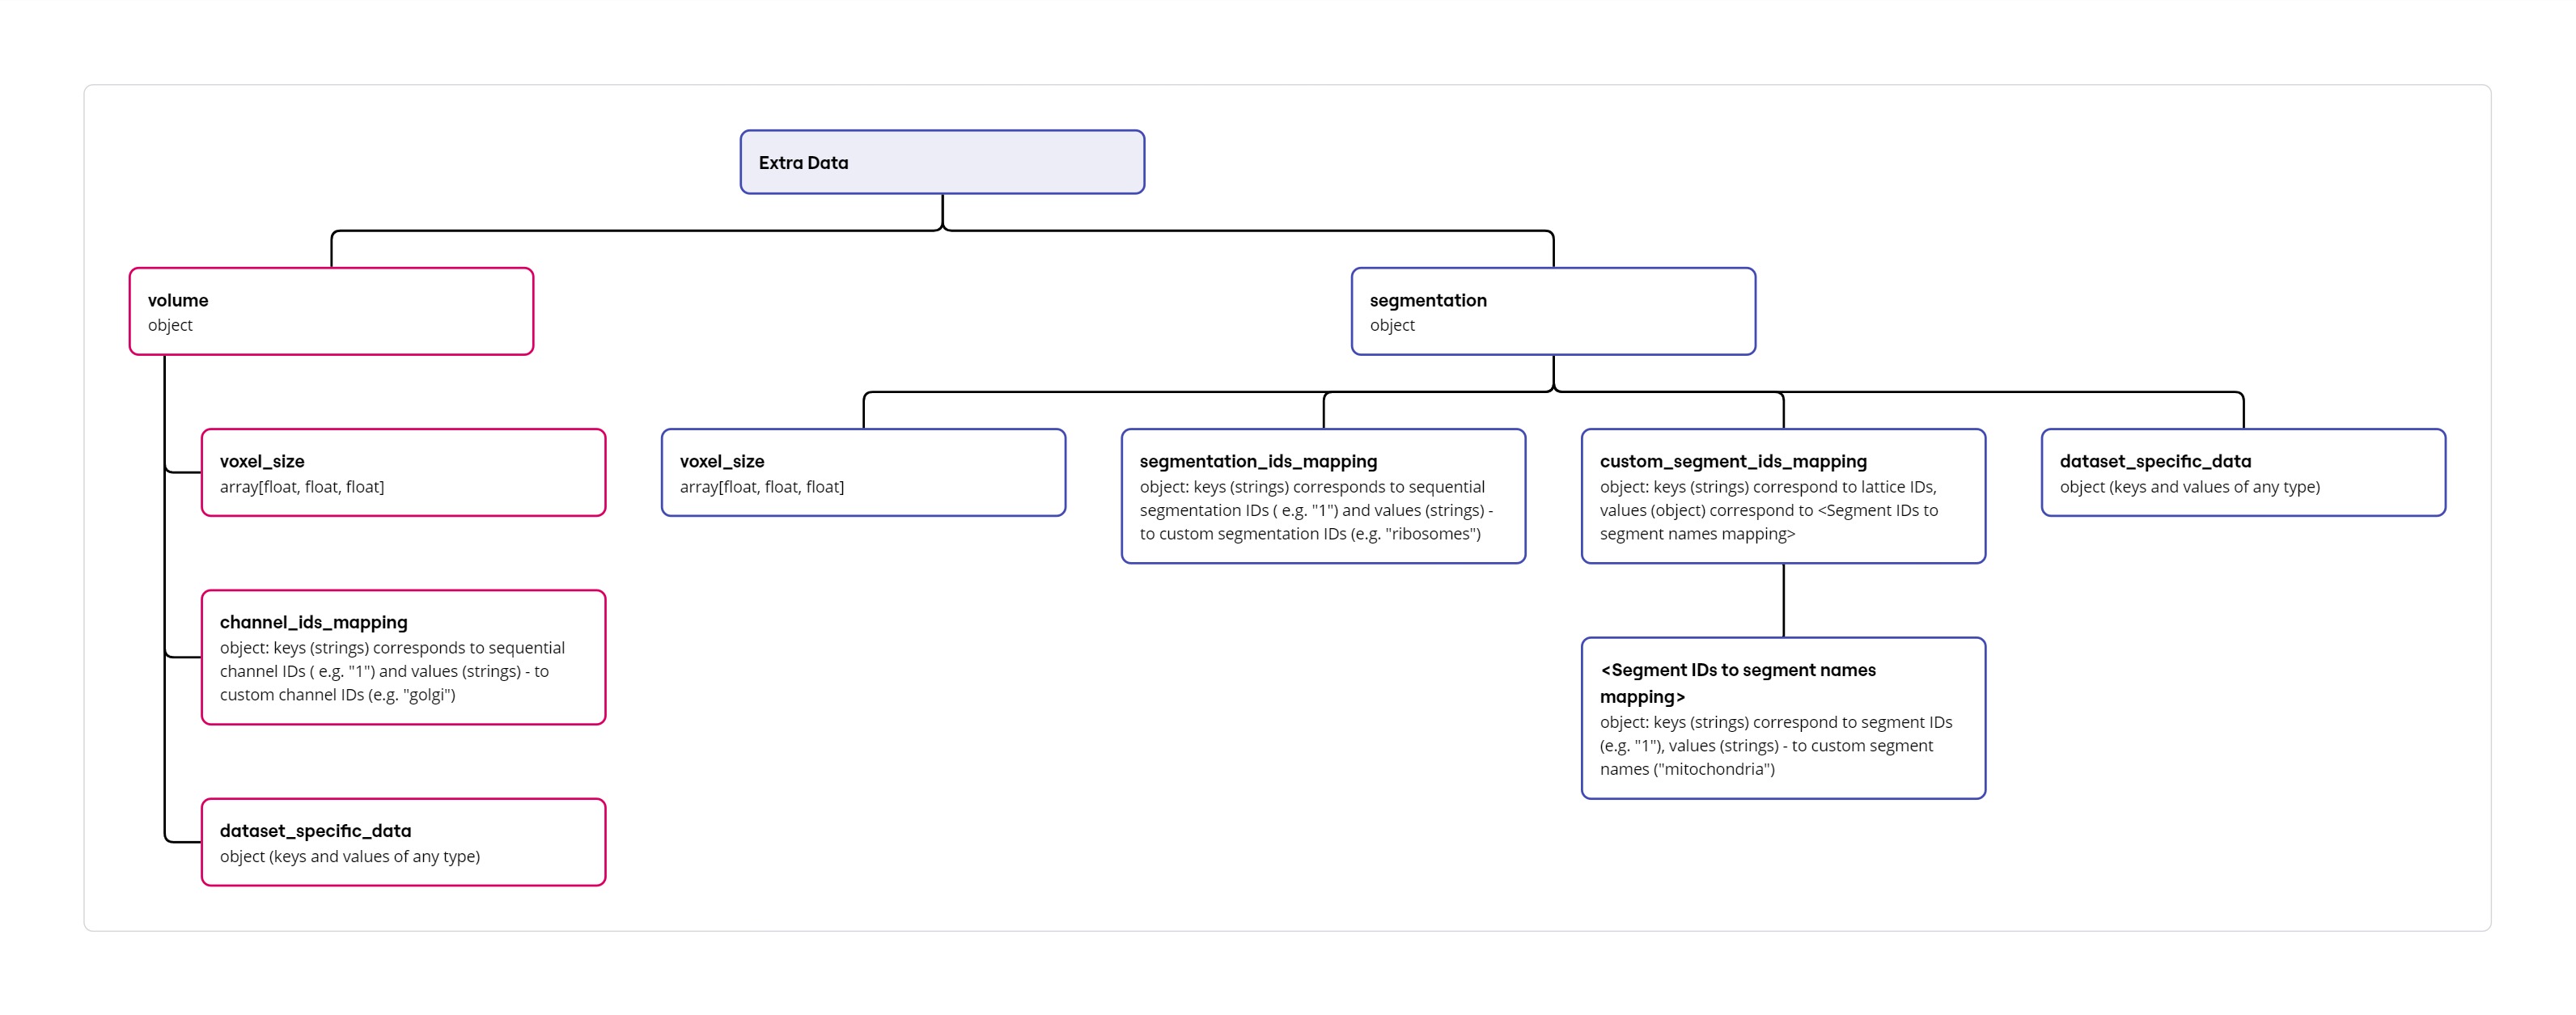 Extra Data
volume
object
segmentation
object
voxel_size
array[float, float, float]
voxel_size
array[float, float, float]
segmentation_ids_mapping
object: keys (strings) corresponds to sequential
segmentation IDs ( e.g. "1") and values (strings) -
to custom segmentation IDs (e.g. "ribosomes")
custom_segment_ids_mapping
object: keys (strings) correspond to lattice IDs,
values (object) correspond to <Segment IDs to
segment names mapping>
dataset_specific_data
object (keys and values of any type)
channel_ids_mapping
object: keys (strings) corresponds to sequential
channel IDs ( e.g. "1") and values (strings) - to
custom channel IDs (e.g. "golgi")
<Segment IDs to segment names
mapping>
object: keys (strings) correspond to segment IDs
(e.g. "1"), values (strings) - to custom segment
names ("mitochondria")
dataset_specific_data
object (keys and values of any type)